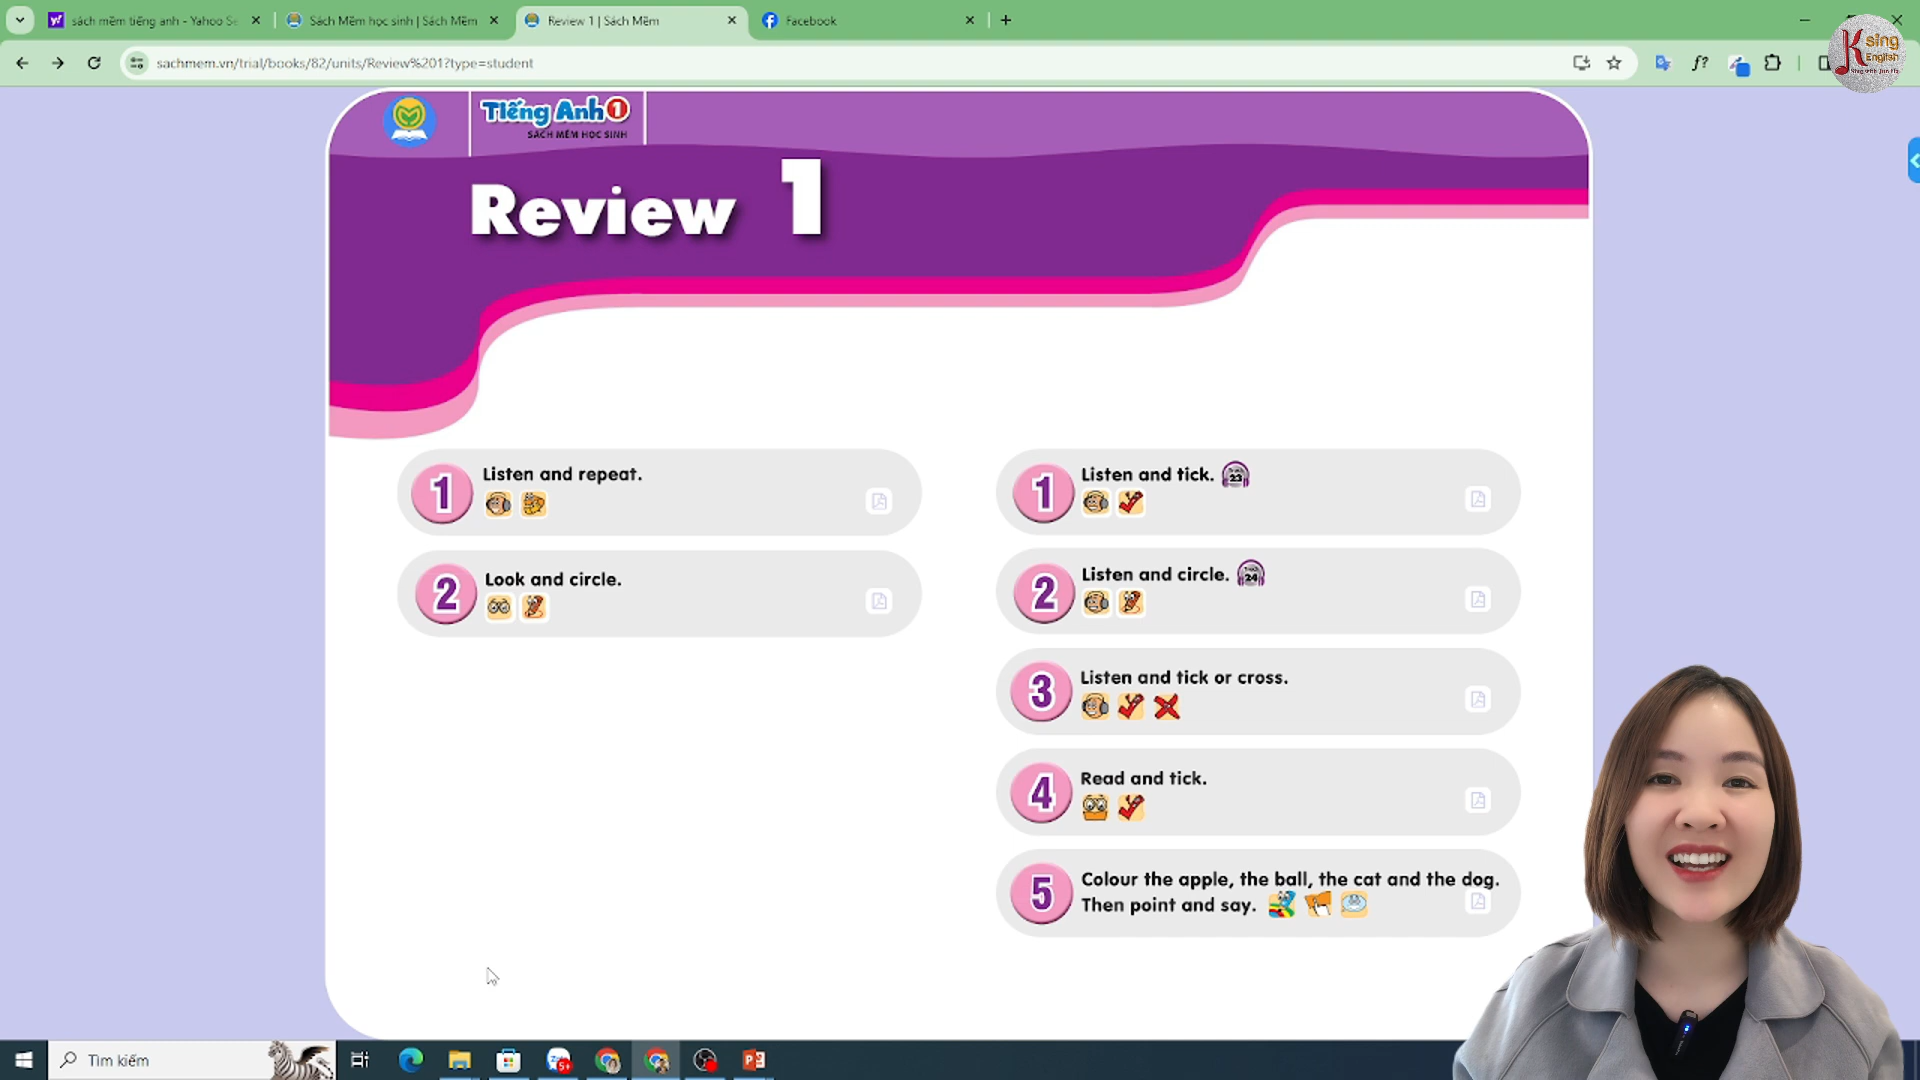 sách mềm tiếng anh - Yahoo Se
Sách Mềm học sinh | Sách Mềm
Review 1 | Sách Mềm
Facebook
sachmem.vn/trial/books/82/units/Review%201?type=student
K sing
English
TIếng Anh 1
SÁCH MỀM HỌC SINH
Review 1
1 Listen and repeat.
2 Look and circle.
1 Listen and tick. 23
2 Listen and circle. Track 24
3 Listen and tick or cross.
4 Read and tick.
5 Colour the apple, the ball, the cat and the dog.
Then point and say.
Tìm kiếm
5+